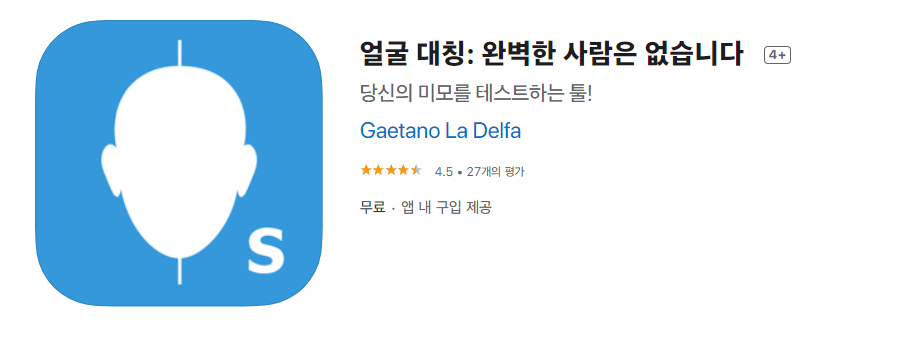 얼굴 대칭: 완벽한 사람은 없습니다 4+
당신의 미모를 테스트하는 툴!
Gaetano La Delfa
4.5 • 27개의 평가
무료 · 앱 내 구입 제공
S